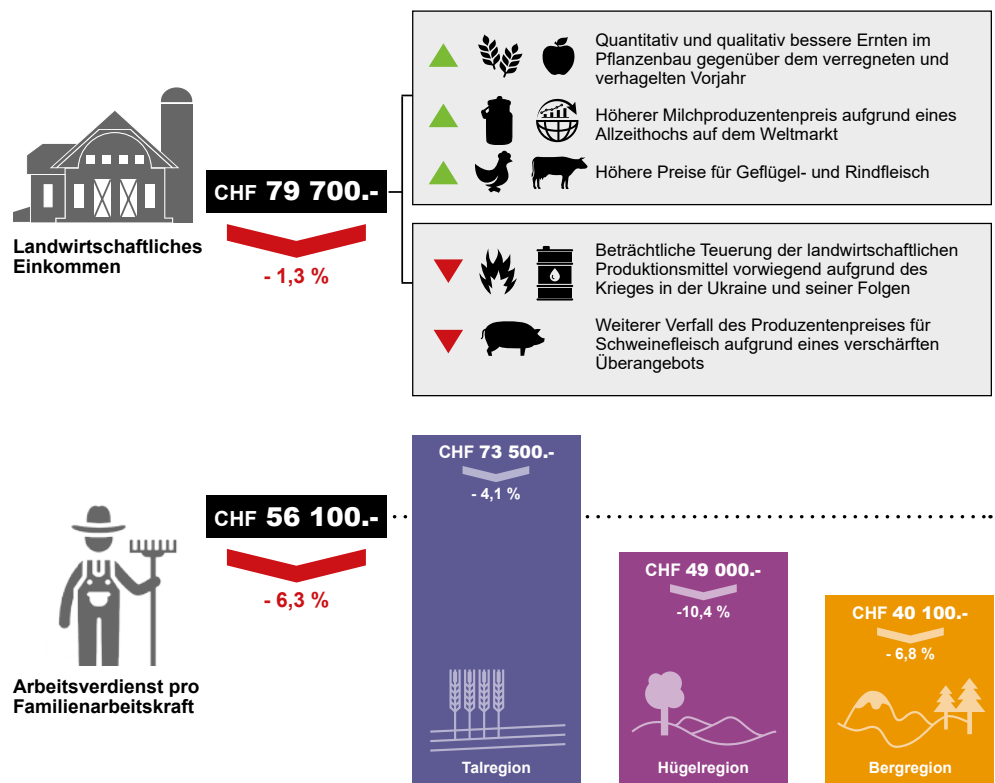 Quantitativ und qualitativ bessere Ernten im
Pflanzenbau gegenüber dem verregneten und
verhagelten Vorjahr
Höherer Milchproduzentenpreis aufgrund eines
Allzeithochs auf dem Weltmarkt
Höhere Preise für Geflügel- und Rindfleisch
CHF 79 700.-
- 1,3 %
Landwirtschaftliches
Einkommen
Beträchtliche Teuerung der landwirtschaftlichen
Produktionsmittel vorwiegend aufgrund des
Krieges in der Ukraine und seiner Folgen
Weiterer Verfall des Produzentenpreises für
Schweinefleisch aufgrund eines verschärften
Überangebots
CHF 56 100.-
- 6,3 %
Arbeitsverdienst pro
Familienarbeitskraft
CHF 73 500.-
- 4,1 %
Talregion
CHF 49 000.-
-10,4 %
Hügelregion
CHF 40 100.-
- 6,8 %
Bergregion